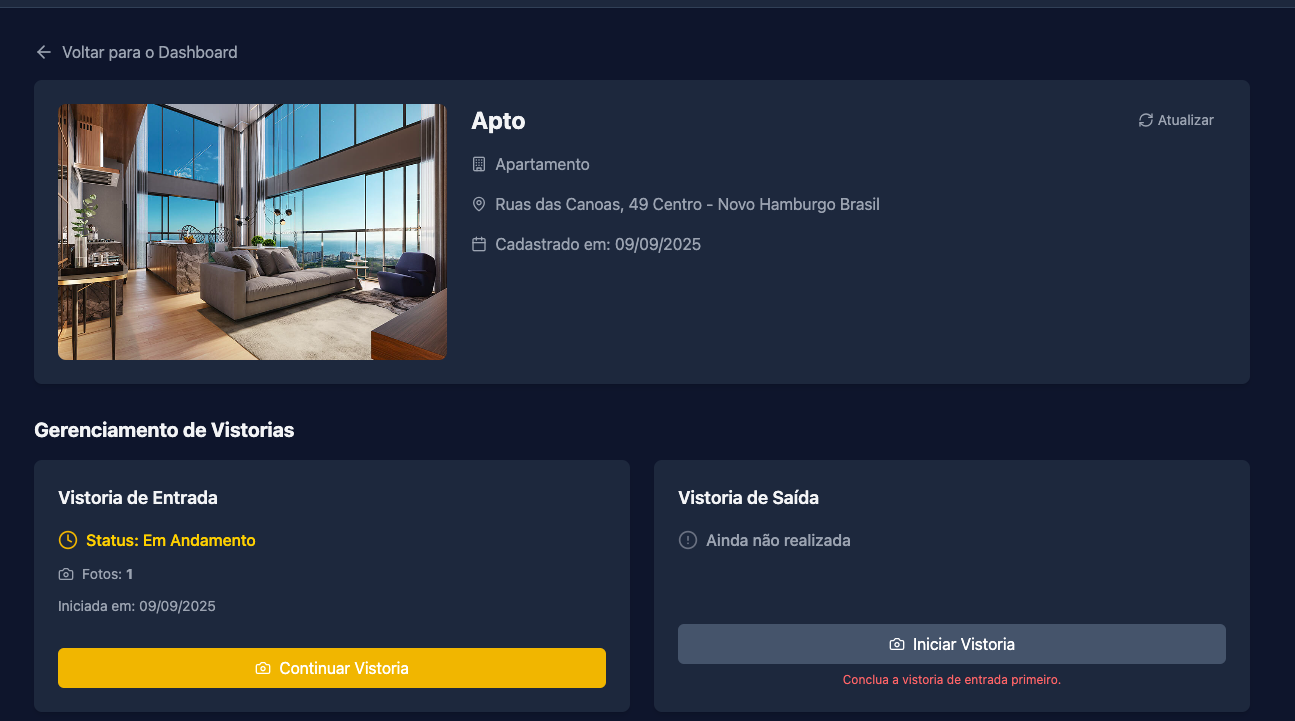 Voltar para o Dashboard
Apto
Atualizar
Apartamento
Ruas das Canoas, 49 Centro - Novo Hamburgo Brasil
Cadastrado em: 09/09/2025
Gerenciamento de Vistorias
Vistoria de Entrada
Status: Em Andamento
Fotos: 1
Iniciada em: 09/09/2025
Continuar Vistoria
Vistoria de Saída
Ainda não realizada
Iniciar Vistoria
Conclua a vistoria de entrada primeiro.